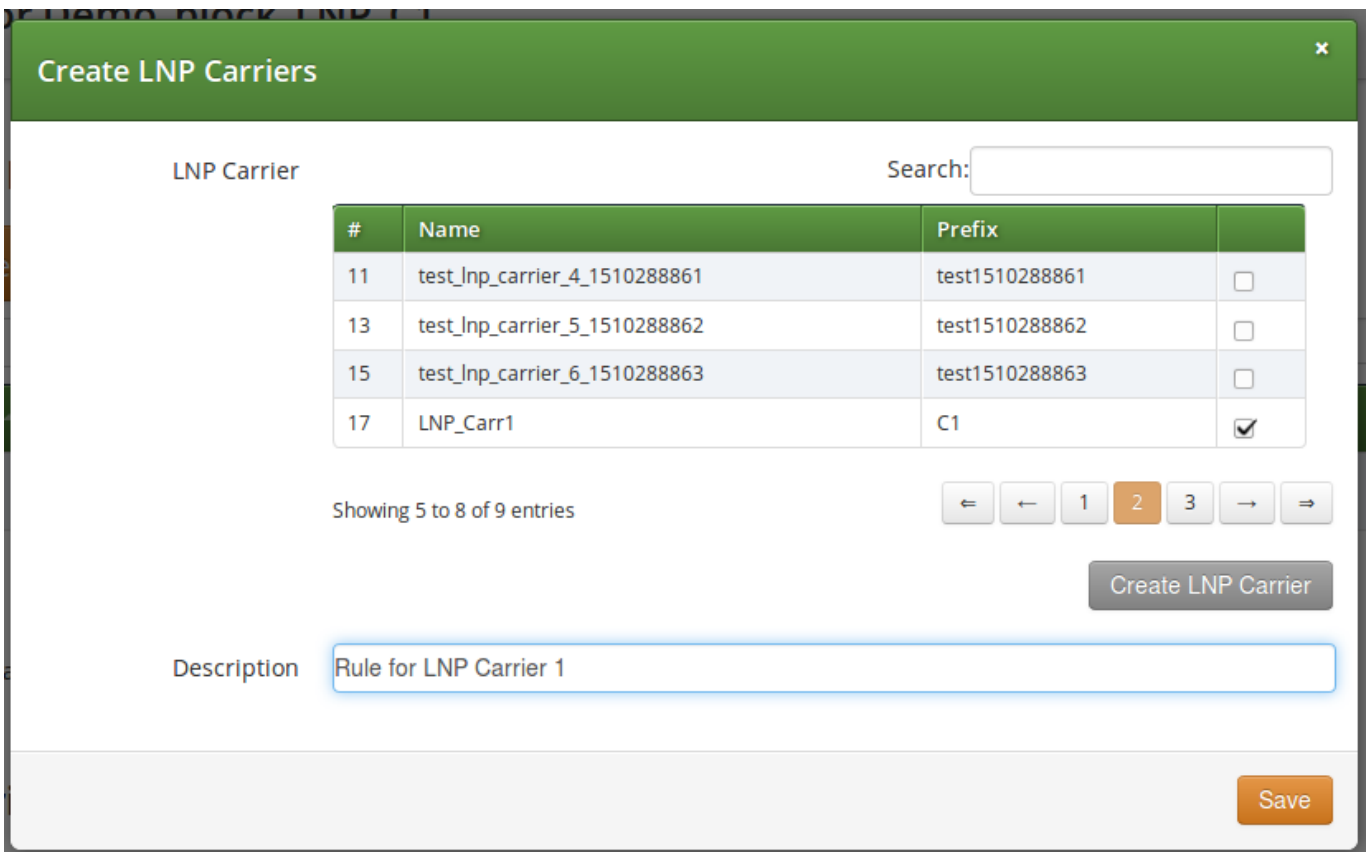 or Demo_block_LNP_C1
Create LNP Carriers ×
LNP Carrier Search:
# Name Prefix
11 test_lnp_carrier_4_1510288861 test1510288861
13 test_lnp_carrier_5_1510288862 test1510288862
15 test_lnp_carrier_6_1510288863 test1510288863
17 LNP_Carr1 C1
Showing 5 to 8 of 9 entries ⇐ ← 1 2 3 → ⇒
Create LNP Carrier
Description Rule for LNP Carrier 1
Save